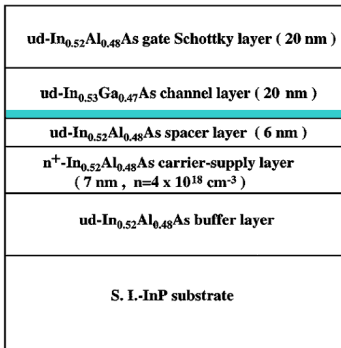 ud-In₀.₅₂Al₀.₄₈As gate Schottky layer ( 20 nm )
ud-In₀.₅₃Ga₀.₄₇As channel layer ( 20 nm )
ud-In₀.₅₂Al₀.₄₈As spacer layer ( 6 nm )
n⁺-In₀.₅₂Al₀.₄₈As carrier-supply layer
( 7 nm , n=4 x 10¹⁸ cm⁻³ )
ud-In₀.₅₂Al₀.₄₈As buffer layer
S. I.-InP substrate